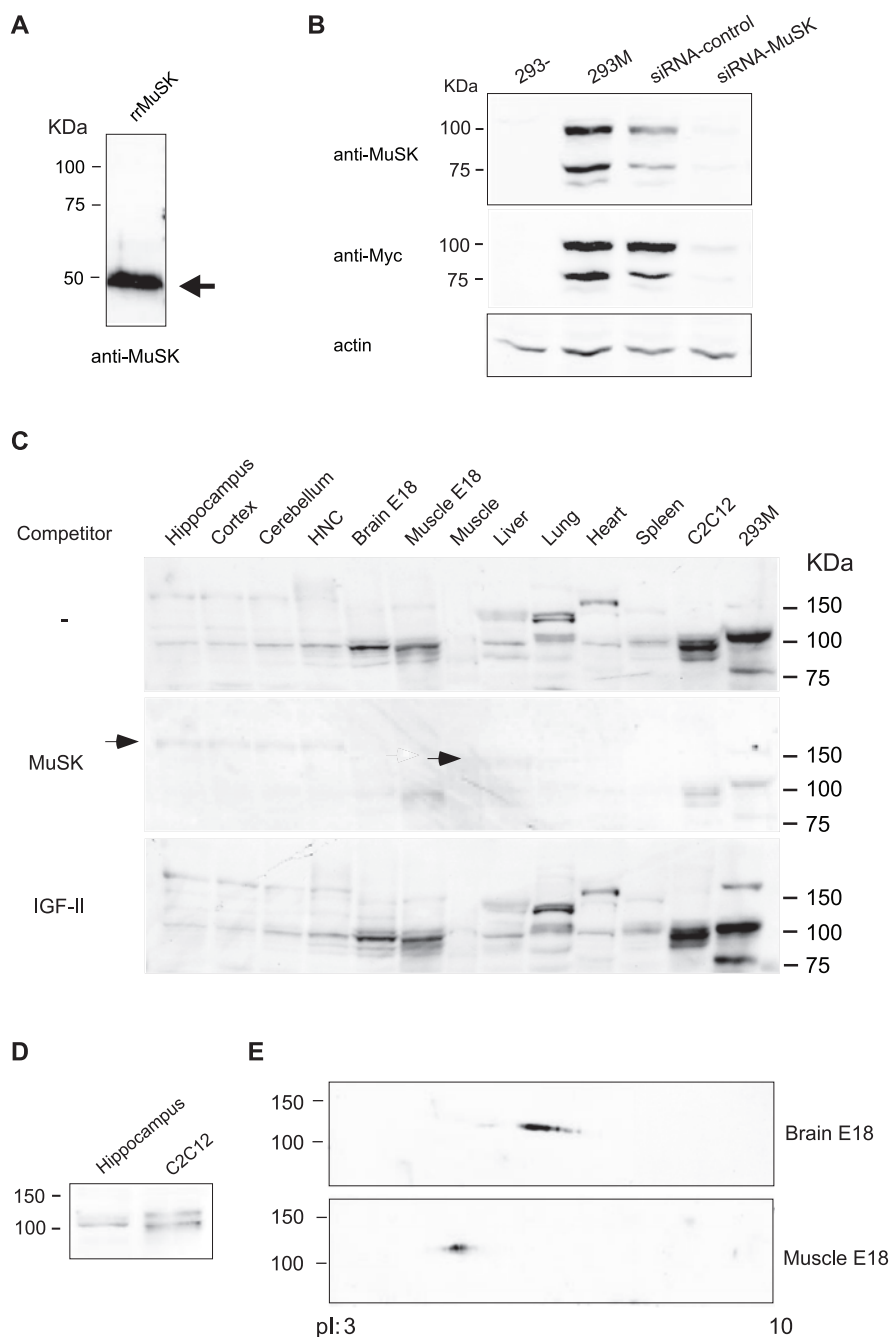 A
rrMuSK
KDa
100
75
50
anti-MuSK
B
293-
293M
siRNA-control
siRNA-MuSK
KDa
anti-MuSK
100
75
anti-Myc
100
75
actin
C
Competitor
Hippocampus
Cortex
Cerebellum
HNC
Brain E18
Muscle E18
Muscle
Liver
Lung
Heart
Spleen
C2C12
293M
KDa
-
150
100
75
MuSK
150
100
75
IGF-II
150
100
75
D
Hippocampus
C2C12
150
100
E
150
100
Brain E18
150
100
Muscle E18
pI: 3
10